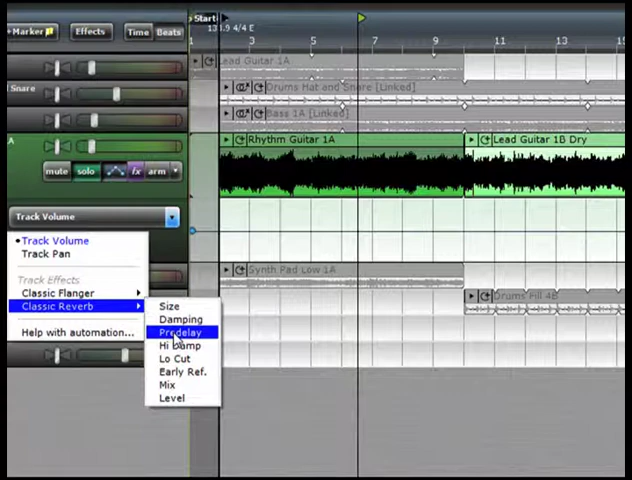 Start
+Marker
Effects
Time
Beats
4/4 E
1
3
5
7
9
11
13
15
Lead Guitar 1A
Snare
Drums Hat and Snare [Linked]
Bass 1A [Linked]
A
Rhythm Guitar 1A
Lead Guitar 1B Dry
mute
solo
fx
arm
Track Volume
Track Volume
Track Pan
Track Effects
Classic Flanger
Classic Reverb
Help with automation...
Size
Damping
Predelay
Hi Damp
Lo Cut
Early Ref.
Mix
Level
Synth Pad Low 1A
Drums Fill 4B